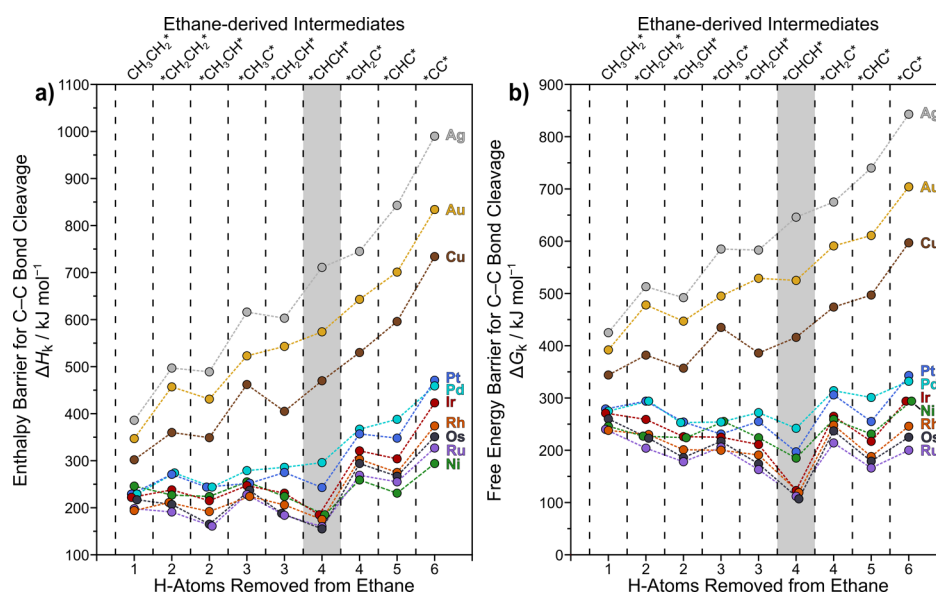 Ethane-derived Intermediates
CH3CH2*
*CH2CH2*
*CH3CH*
*CH3C*
*CH2CH*
*CHCH*
*CH2C*
*CHC*
*CC*
a)
Enthalpy Barrier for C–C Bond Cleavage
ΔHk / kJ mol−1
1100
1000
900
800
700
600
500
400
300
200
100
Ag
Au
Cu
Pt
Pd
Ir
Rh
Os
Ru
Ni
1 2 2 3 3 4 4 5 6
H-Atoms Removed from Ethane
Ethane-derived Intermediates
CH3CH2*
*CH2CH2*
*CH3CH*
*CH3C*
*CH2CH*
*CHCH*
*CH2C*
*CHC*
*CC*
b)
Free Energy Barrier for C–C Bond Cleavage
ΔGk / kJ mol−1
900
800
700
600
500
400
300
200
100
0
Ag
Au
Cu
Pt
Pd
Ir
Ni
Rh
Os
Ru
1 2 2 3 3 4 4 5 6
H-Atoms Removed from Ethane